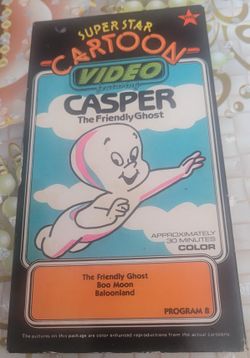 SUPER STAR
CARTOON
VIDEO
featuring
CASPER
The Friendly Ghost
APPROXIMATELY
30 MINUTES
COLOR
The Friendly Ghost
Boo Moon
Baloonland
PROGRAM 8
The pictures on this package are color enhanced reproductions from the actual cartoons.